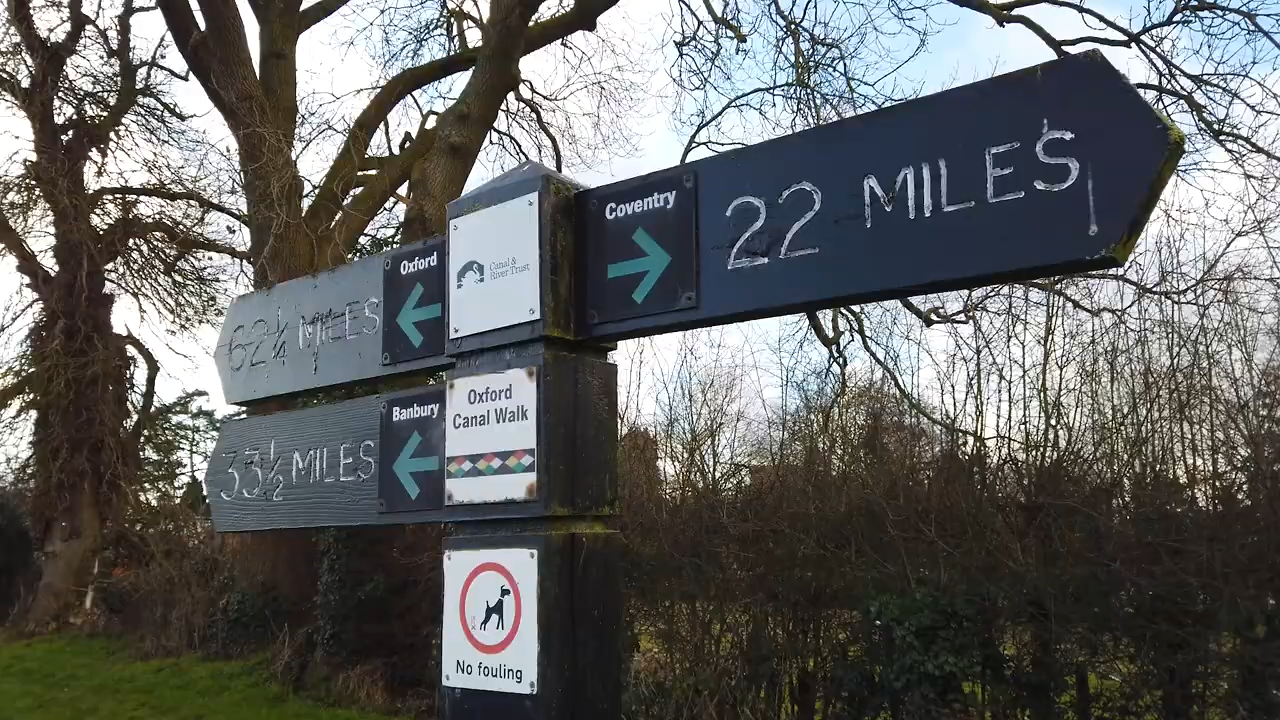 Oxford
62¼ MILES
Canal &
River Trust
Coventry
22 MILES
Banbury
33½ MILES
Oxford
Canal Walk
No fouling